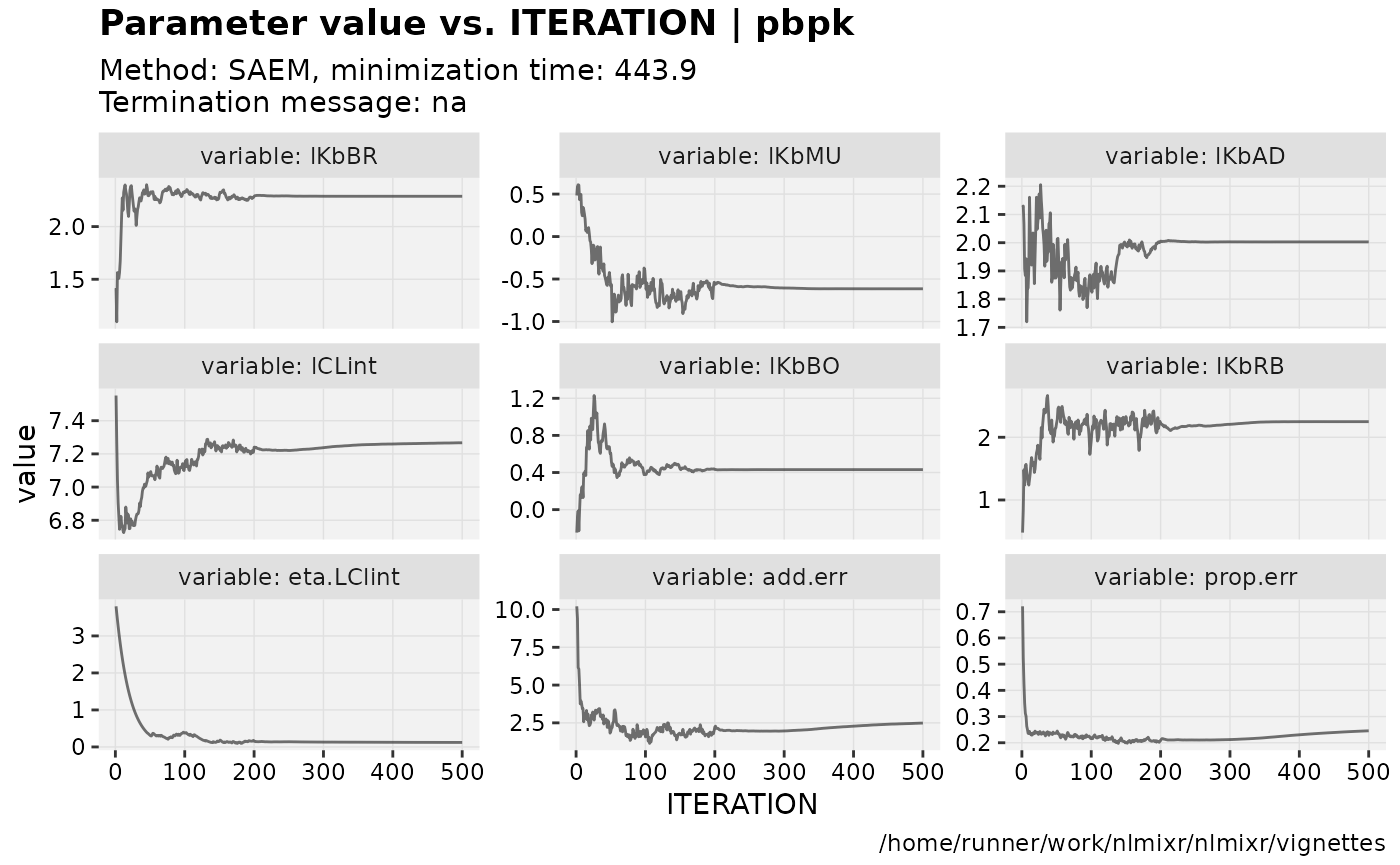 Parameter value vs. ITERATION | pbpk
Method: SAEM, minimization time: 443.9
Termination message: na
variable: lKbBR
variable: lKbMU
variable: lKbAD
2.0
1.5
0.5
0.0
-0.5
-1.0
2.2
2.1
2.0
1.9
1.8
1.7
variable: lCLint
variable: lKbBO
variable: lKbRB
7.4
7.2
7.0
6.8
1.2
0.8
0.4
0.0
2
1
value
variable: eta.LClint
variable: add.err
variable: prop.err
3
2
1
0
10.0
7.5
5.0
2.5
0.7
0.6
0.5
0.4
0.3
0.2
0 100 200 300 400 500
0 100 200 300 400 500
0 100 200 300 400 500
ITERATION
/home/runner/work/nlmixr/nlmixr/vignettes